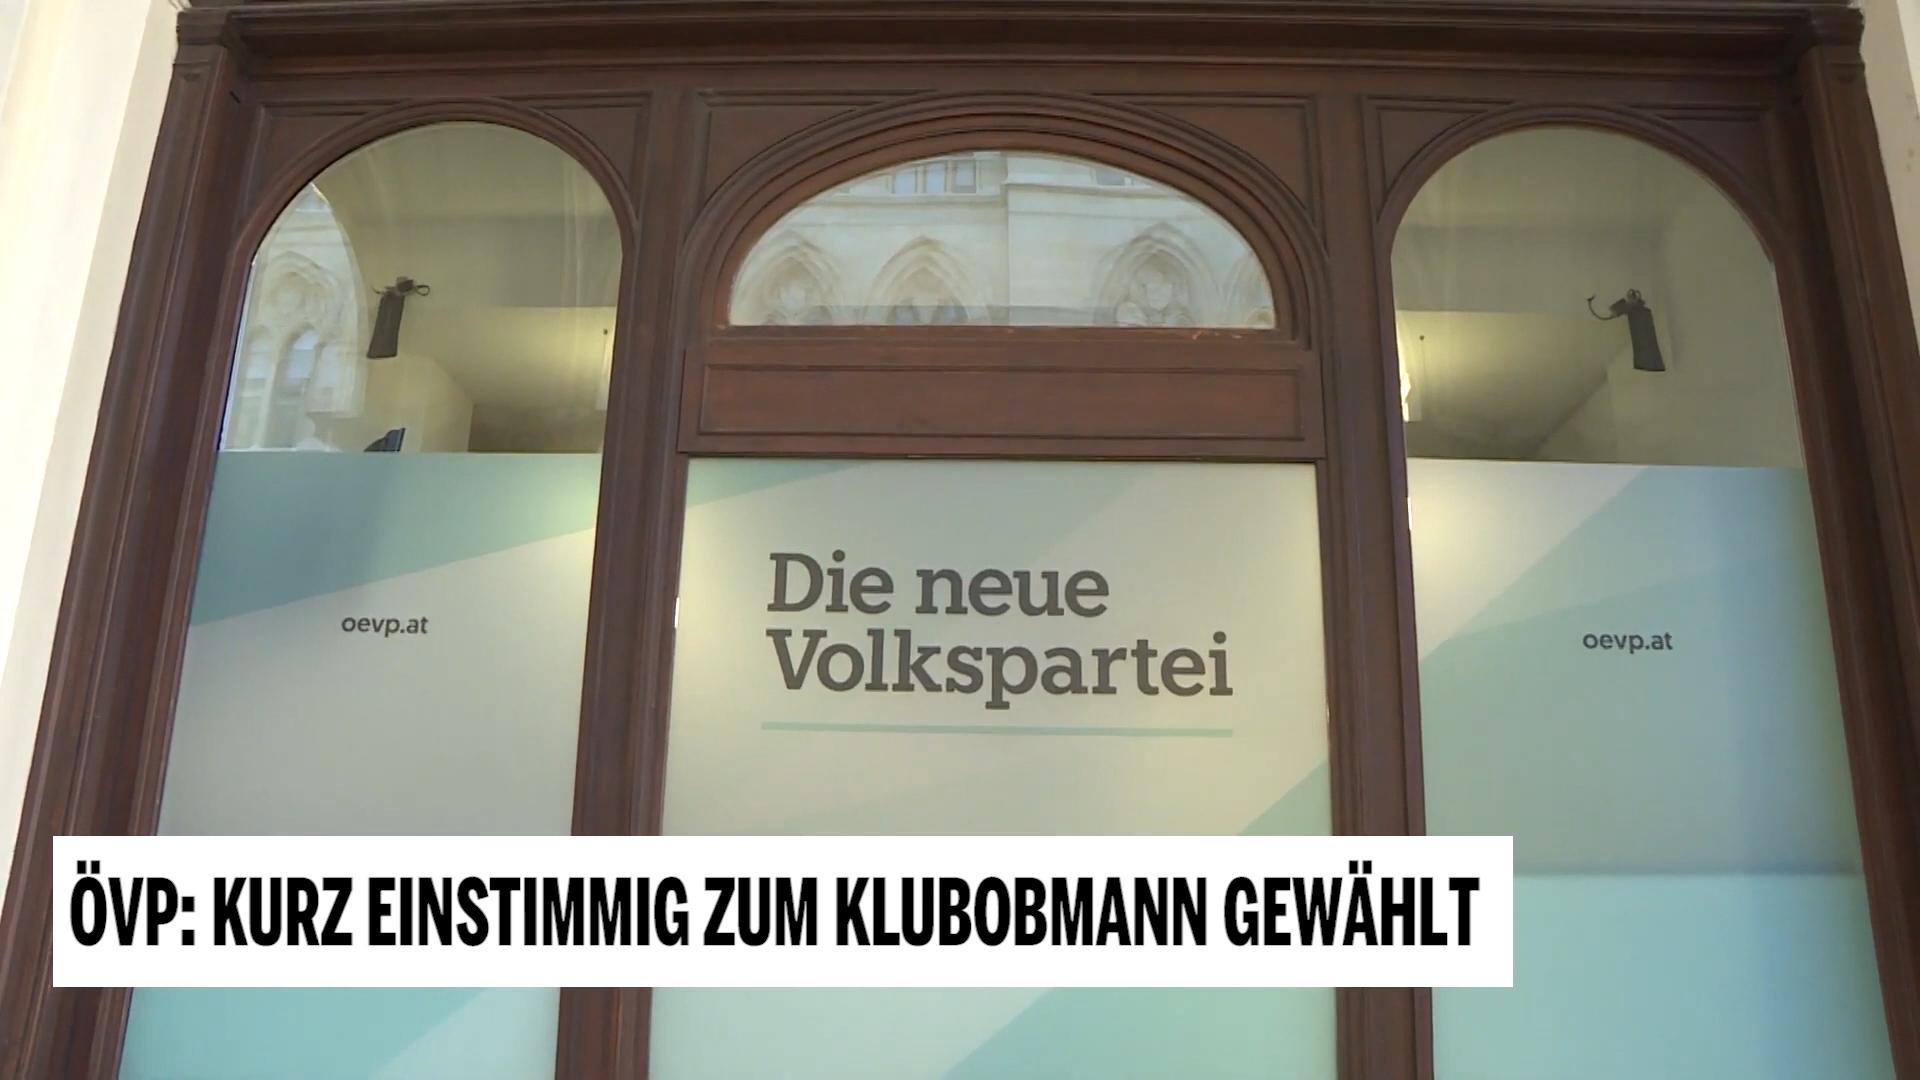 Die neue
Volkspartei
oevp.at
oevp.at
ÖVP: KURZ EINSTIMMIG ZUM KLUBOBMANN GEWÄHLT